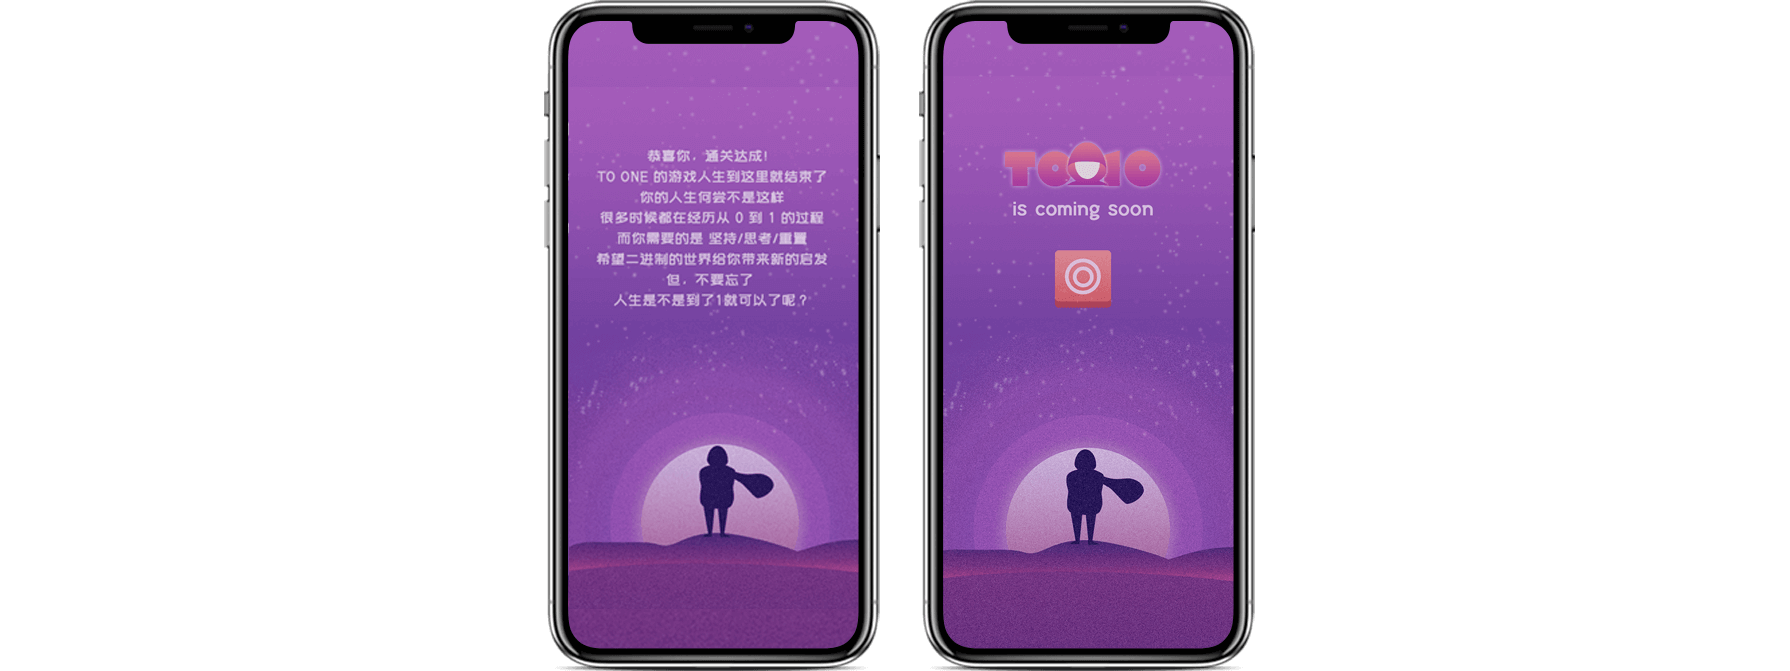 恭喜你，通关达成！
TO ONE 的游戏人生到这里就结束了
你的人生何尝不是这样
很多时候都在经历从 0 到 1 的过程
而你需要的是 坚持/思考/重置
希望二进制的世界给你带来新的启发
但，不要忘了
人生是不是到了1就可以了呢？
TO 10
is coming soon